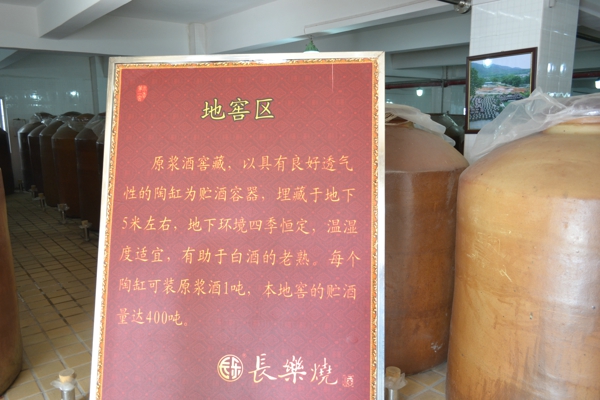 地窖区
原浆酒窖藏，以具有良好透气
性的陶缸为贮酒容器，埋藏于地下
5米左右，地下环境四季恒定，温湿
度适宜，有助于白酒的老熟。每个
陶缸可装原浆酒1吨，本地窖的贮酒
量达400吨。
長樂燒